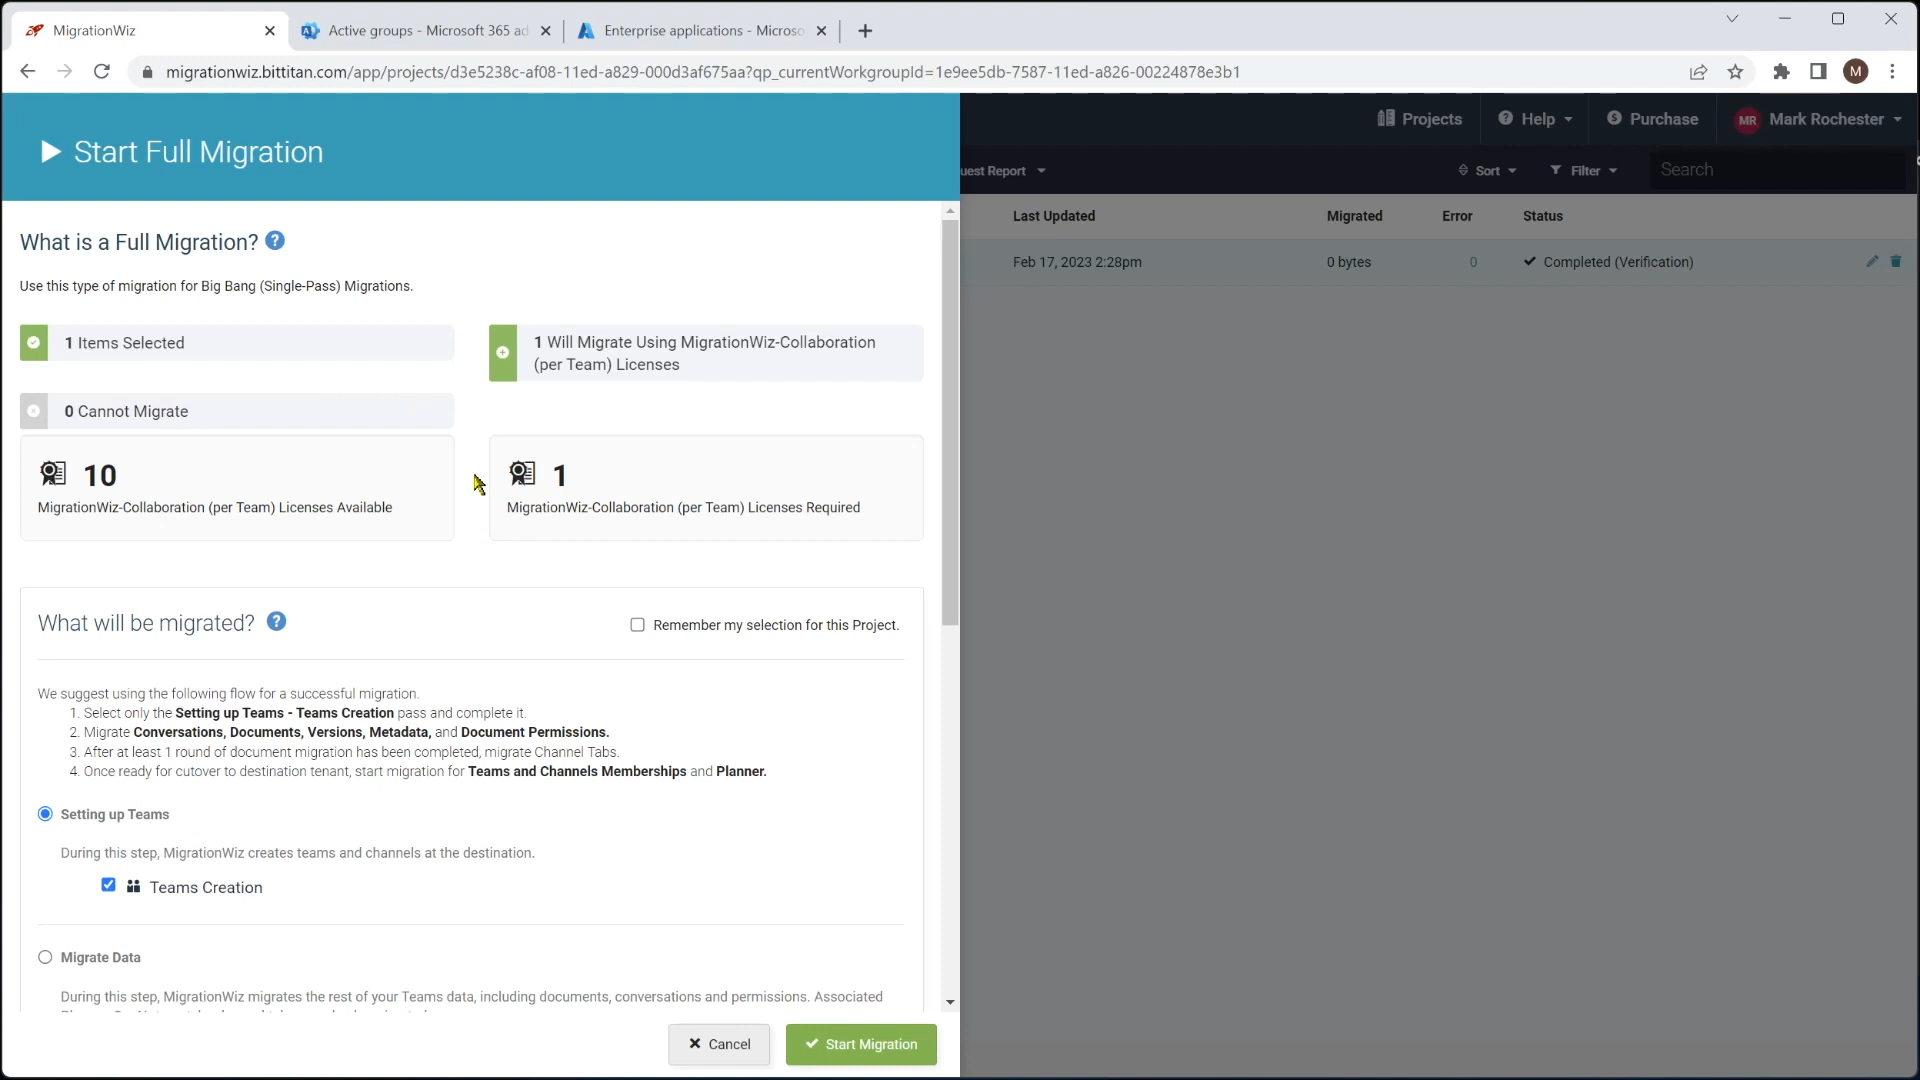 MigrationWiz
Active groups - Microsoft 365 ad
Enterprise applications - Microso
migrationwiz.bittitan.com/app/projects/d3e5238c-af08-11ed-a829-000d3af675aa?qp_currentWorkgroupId=1e9ee5db-7587-11ed-a826-00224878e3b1
M
Start Full Migration
Projects
Help
Purchase
MR Mark Rochester
uest Report
Sort
Filter
Search
What is a Full Migration? ?
Use this type of migration for Big Bang (Single-Pass) Migrations.
Last Updated Migrated Error Status
Feb 17, 2023 2:28pm 0 bytes 0 Completed (Verification)
1 Items Selected
1 Will Migrate Using MigrationWiz-Collaboration
(per Team) Licenses
0 Cannot Migrate
10
MigrationWiz-Collaboration (per Team) Licenses Available
1
MigrationWiz-Collaboration (per Team) Licenses Required
What will be migrated? ?
Remember my selection for this Project.
We suggest using the following flow for a successful migration.
1. Select only the Setting up Teams - Teams Creation pass and complete it.
2. Migrate Conversations, Documents, Versions, Metadata, and Document Permissions.
3. After at least 1 round of document migration has been completed, migrate Channel Tabs.
4. Once ready for cutover to destination tenant, start migration for Teams and Channels Memberships and Planner.
Setting up Teams
During this step, MigrationWiz creates teams and channels at the destination.
Teams Creation
Migrate Data
During this step, MigrationWiz migrates the rest of your Teams data, including documents, conversations and permissions. Associated
Cancel
Start Migration